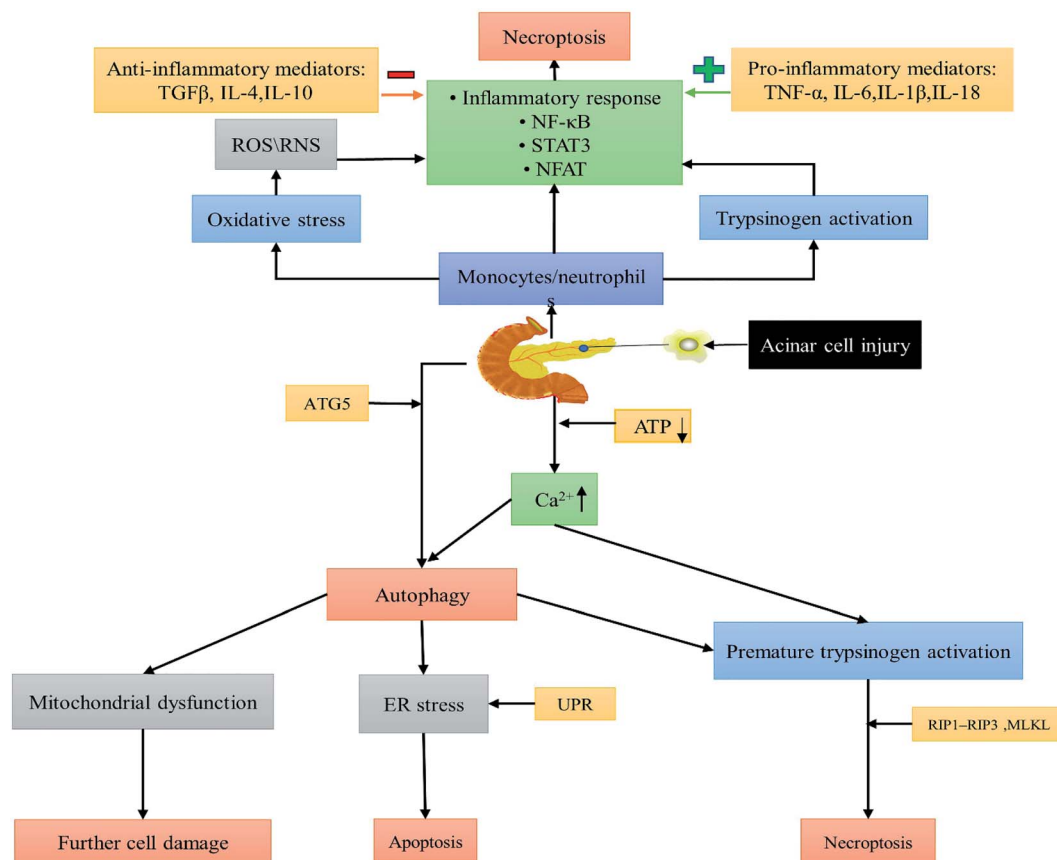 Necroptosis
Anti-inflammatory mediators:
TGFβ, IL-4,IL-10
Pro-inflammatory mediators:
TNF-α, IL-6,IL-1β,IL-18
• Inflammatory response
• NF-κB
• STAT3
• NFAT
ROS\RNS
Oxidative stress
Trypsinogen activation
Monocytes/neutrophil
s
Acinar cell injury
ATG5
ATP↓
Ca²⁺↑
Autophagy
Premature trypsinogen activation
Mitochondrial dysfunction
ER stress
UPR
RIP1–RIP3 ,MLKL
Further cell damage
Apoptosis
Necroptosis